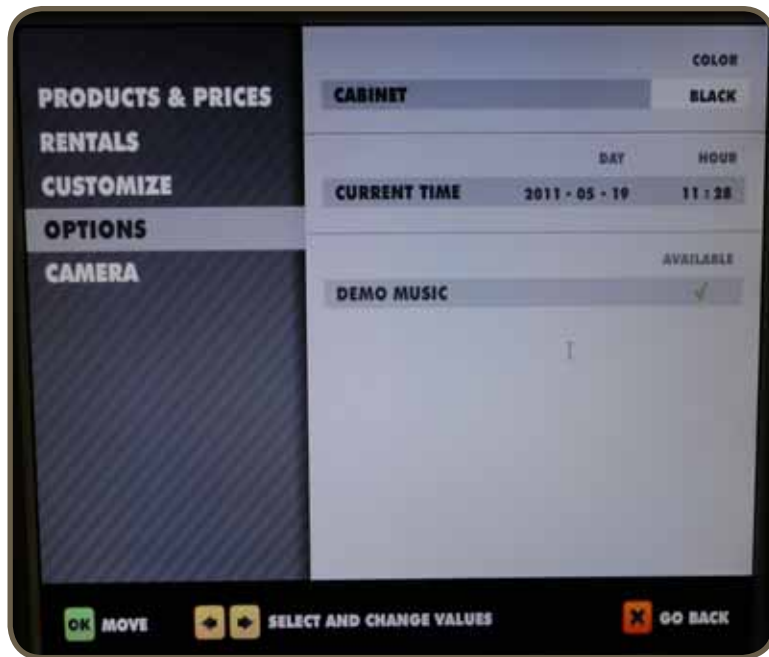 PRODUCTS & PRICES
RENTALS
CUSTOMIZE
OPTIONS
CAMERA
COLOR
CABINET BLACK
DAY HOUR
CURRENT TIME 2011 - 05 - 19 11 : 28
AVAILABLE
DEMO MUSIC ✓
OK MOVE SELECT AND CHANGE VALUES X GO BACK